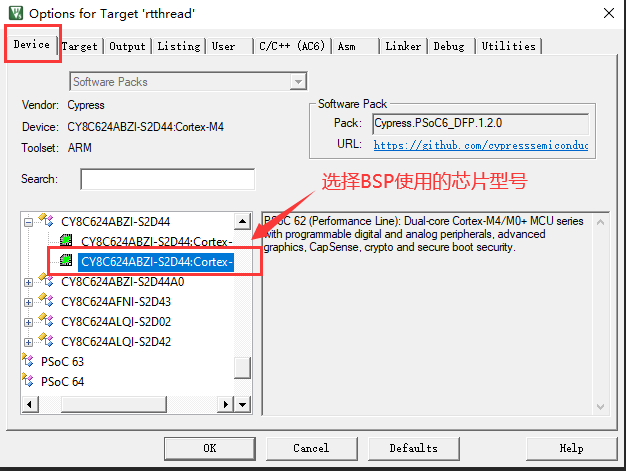 Options for Target 'rtthread'
Device Target Output Listing User C/C++ (AC6) Asm Linker Debug Utilities
Software Packs
Vendor: Cypress
Device: CY8C624ABZI-S2D44:Cortex-M4
Toolset: ARM
Search:
Software Pack
Pack: Cypress.PSoC6_DFP.1.2.0
URL: https://github.com/cypresssemiconduc
选择BSP使用的芯片型号
CY8C624ABZI-S2D44
CY8C624ABZI-S2D44:Cortex-
CY8C624ABZI-S2D44:Cortex-
CY8C624ABZI-S2D44A0
CY8C624AFNI-S2D43
CY8C624ALQI-S2D02
CY8C624ALQI-S2D42
PSoC 63
PSoC 64
PSOC 62 (Performance Line): Dual-core Cortex-M4/M0+ MCU series
with programmable digital and analog peripherals, advanced
graphics, CapSense, crypto and secure boot security.
OK Cancel Defaults Help